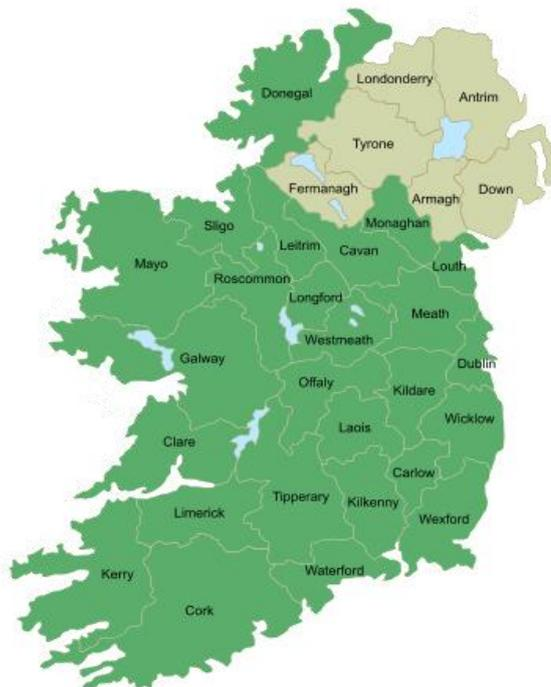 Londonderry
Donegal
Antrim
Tyrone
Fermanagh
Armagh
Down
Monaghan
Sligo
Leitrim
Cavan
Louth
Mayo
Roscommon
Longford
Meath
Westmeath
Galway
Dublin
Offaly
Kildare
Wicklow
Laois
Clare
Carlow
Tipperary
Kilkenny
Limerick
Wexford
Waterford
Kerry
Cork